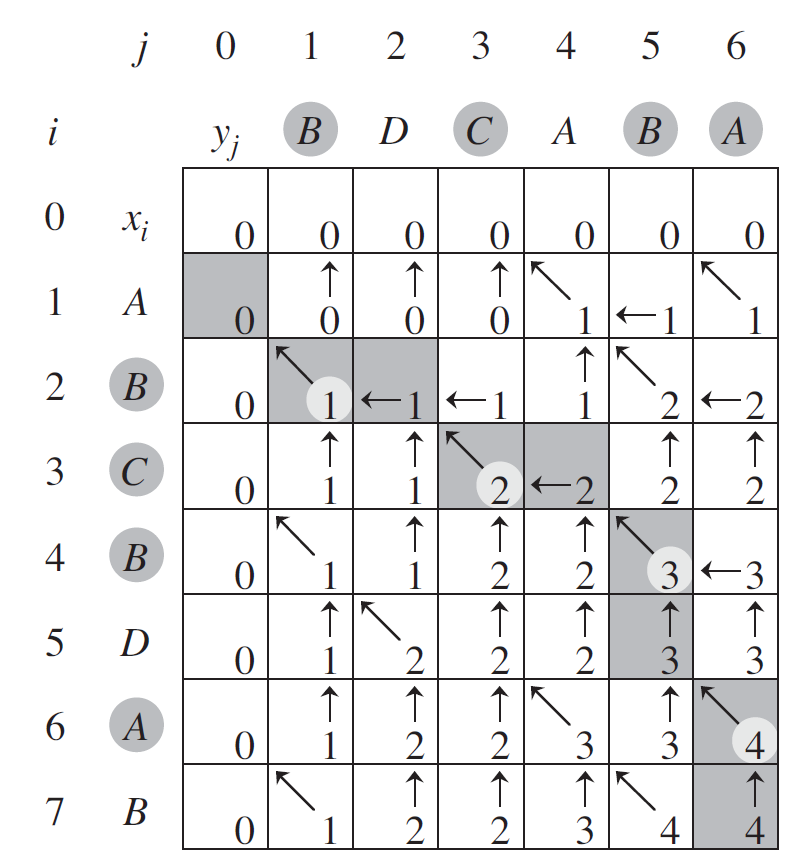 j 0 1 2 3 4 5 6
i yj B D C A B A
0 xi 0 0 0 0 0 0 0
1 A 0 ↑0 ↑0 ↑0 ↖1 ←1 ↖1
2 B 0 ↖1 ←1 ←1 ↑1 ↖2 ←2
3 C 0 ↑1 ↑1 ↖2 ←2 ↑2 ↑2
4 B 0 ↖1 ↑1 ↑2 ↑2 ↖3 ←3
5 D 0 ↑1 ↖2 ↑2 ↑2 ↑3 ↑3
6 A 0 ↑1 ↑2 ↑2 ↖3 ↑3 ↖4
7 B 0 ↖1 ↑2 ↑2 ↑3 ↖4 ↑4